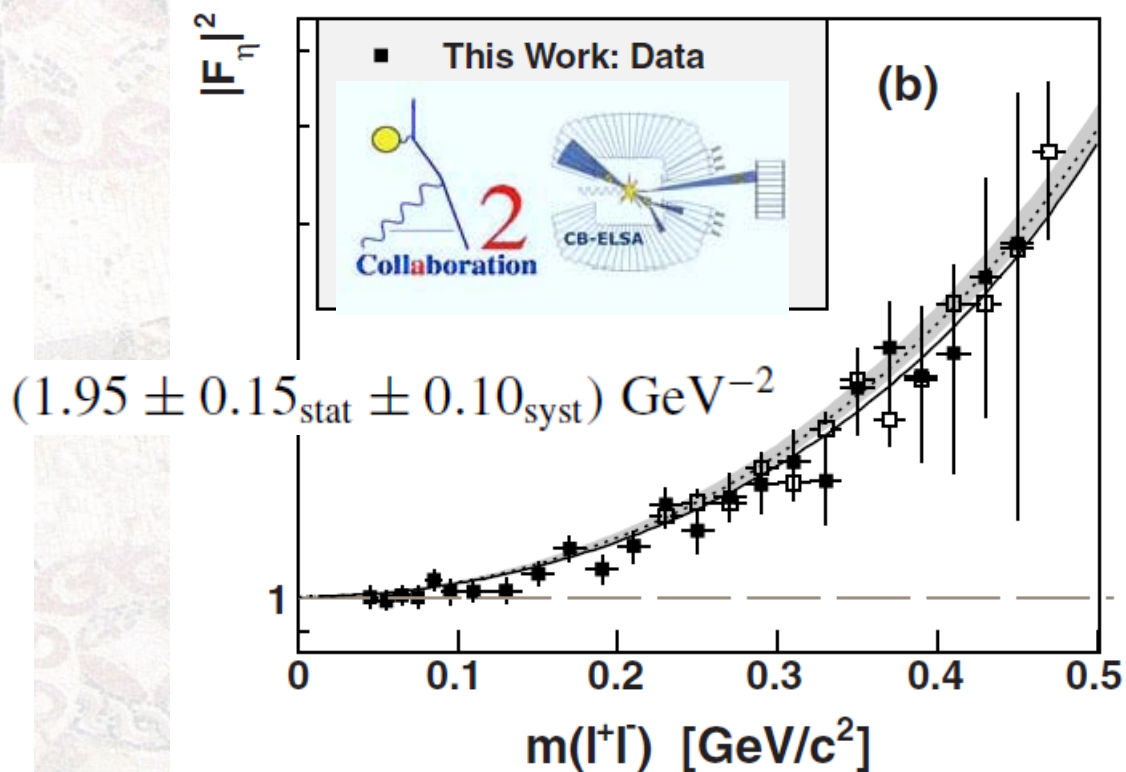 |F_η|²
■ This Work: Data
(b)
2
Collaboration
CB-ELSA
(1.95 ± 0.15_stat ± 0.10_syst) GeV⁻²
1
0 0.1 0.2 0.3 0.4 0.5
m(l⁺l⁻) [GeV/c²]